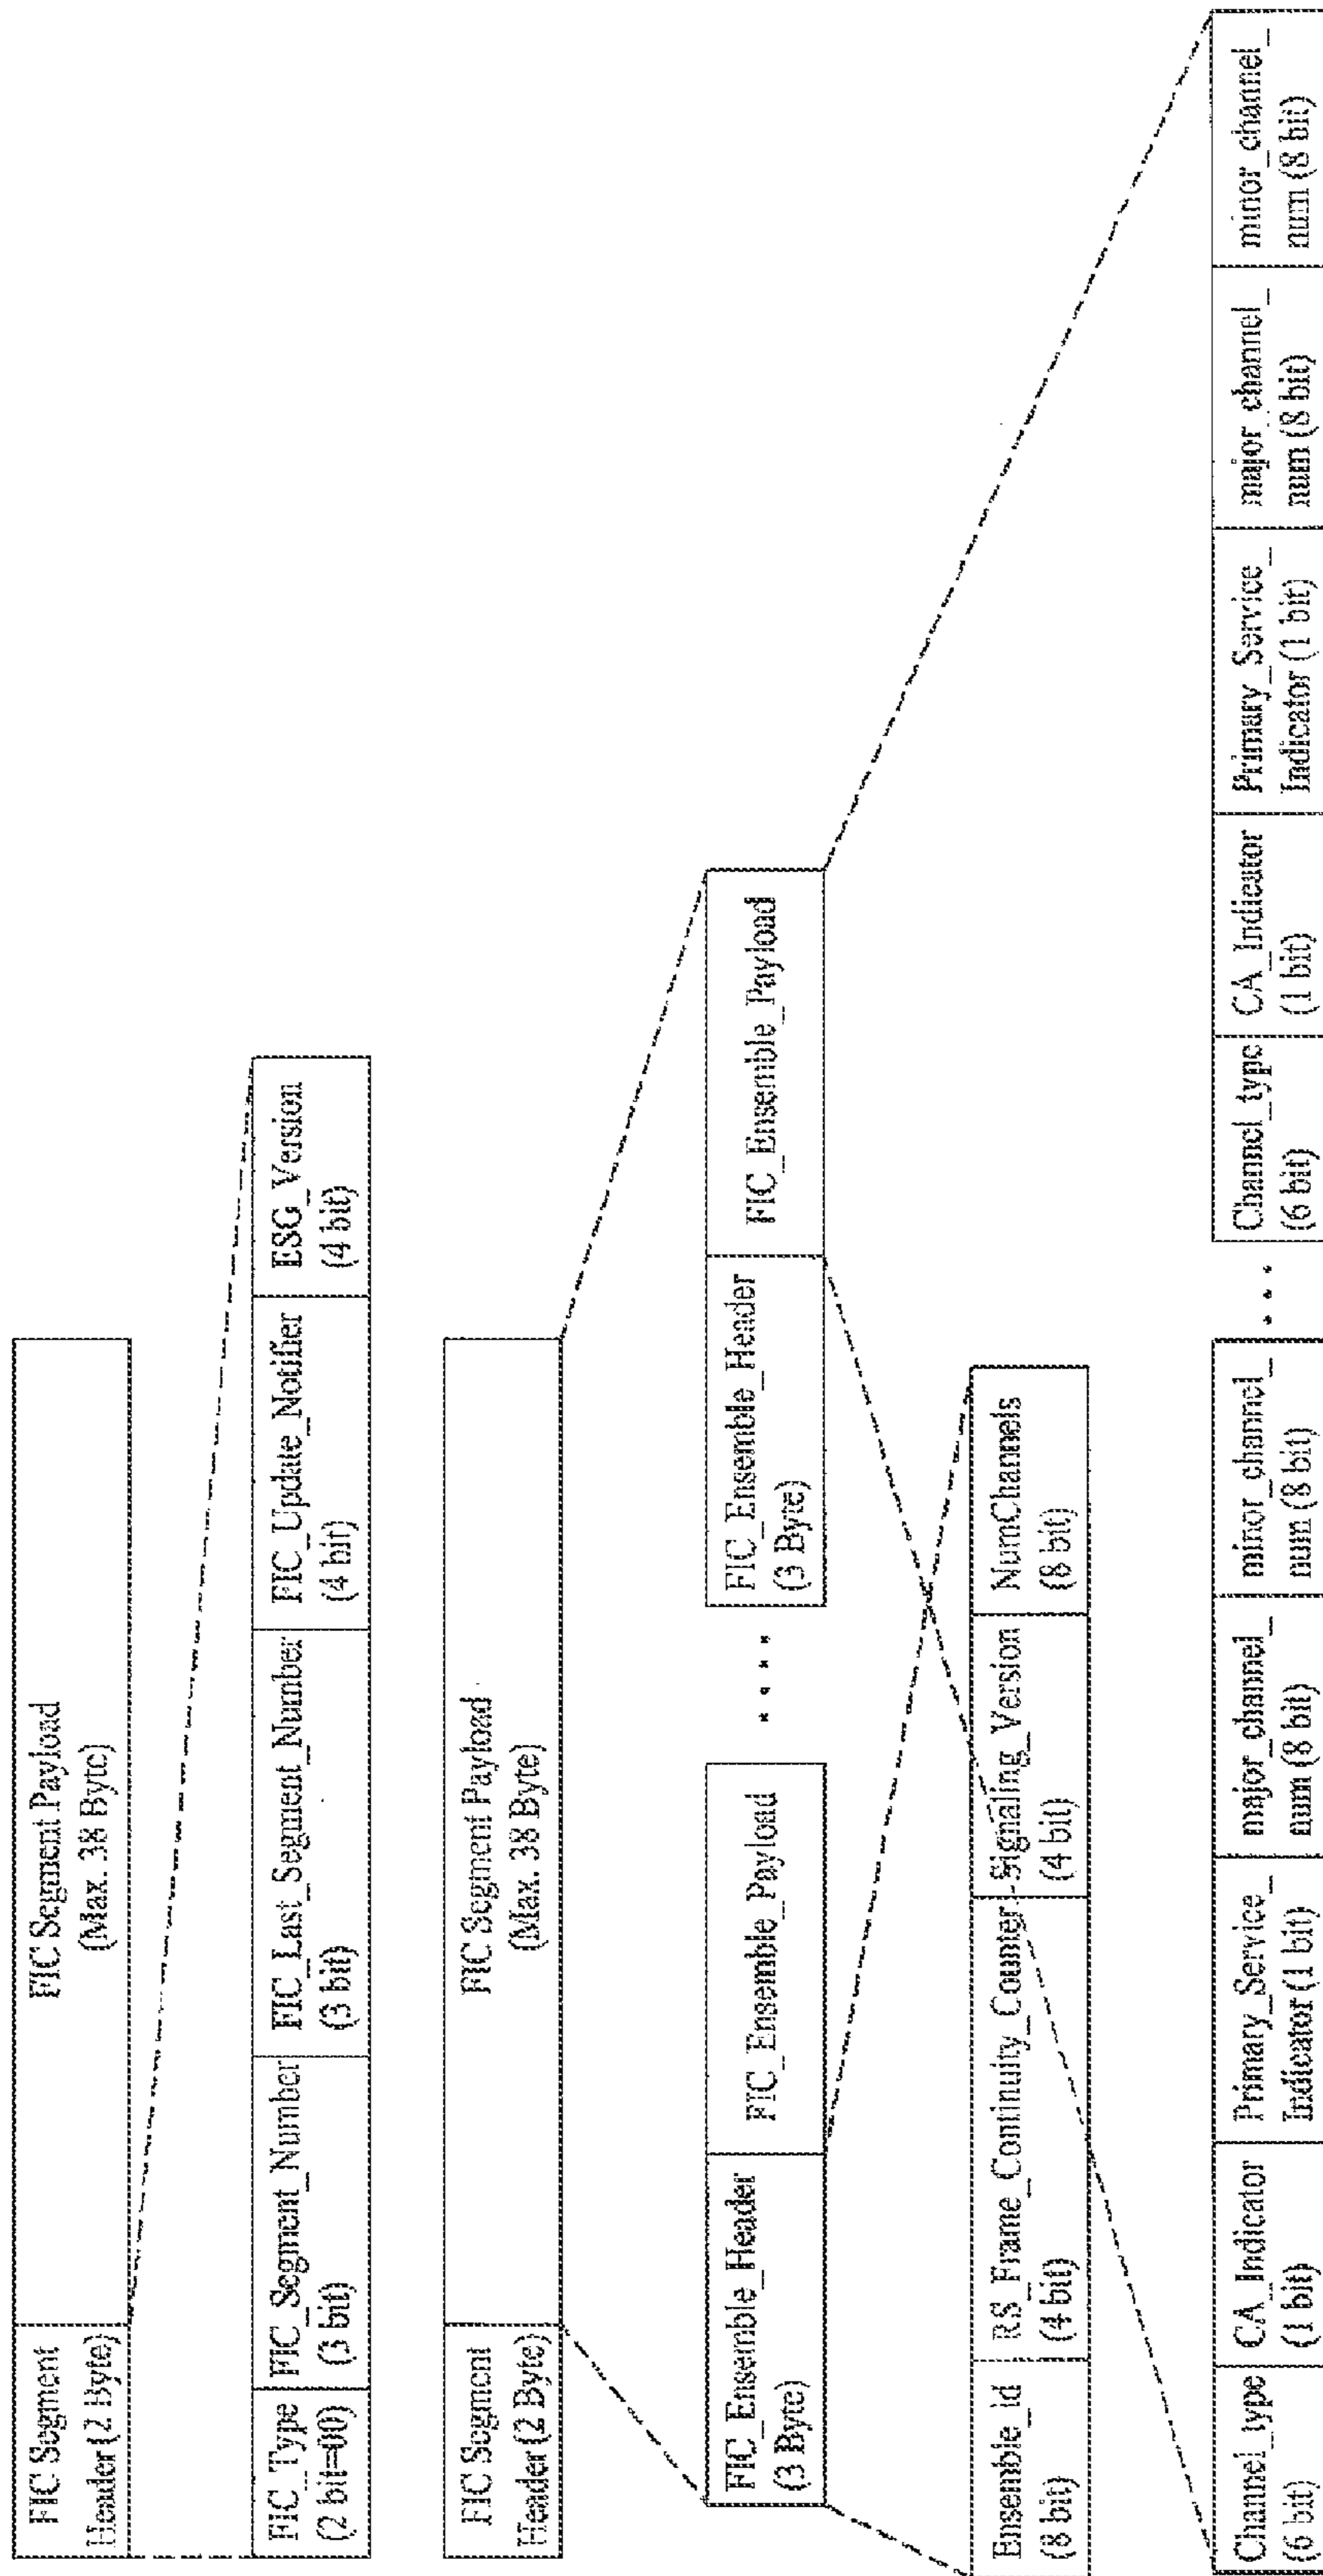 FIC Segment
Header(2 Byte)
FIC Segment Payload
(Max. 38 Byte)
FIC_Type
(2 bit=00)
FIC_Segment_Number
(3 bit)
FIC_Last_Segment_Number
(3 bit)
FIC_Update_Notifier
(4 bit)
ESG_Version
(4 bit)
FIC Segment
Header(2 Byte)
FIC Segment Payload
(Max. 38 Byte)
FIC_Ensemble_Header
(3 Byte)
FIC_Ensemble_Payload
....
FIC_Ensemble_Header
(3 Byte)
FIC_Ensemble_Payload
Ensemble_id
(8 bit)
RS_Frame_Continuity_Counter
(4 bit)
Signaling_Version
(4 bit)
NumChannels
(8 bit)
Channel_type
(6 bit)
CA_Indicator
(1 bit)
Primary_Service_
Indicator (1 bit)
major_channel_
num (8 bit)
minor_channel_
num (8 bit)
...
Channel_type
(6 bit)
CA_Indicator
(1 bit)
Primary_Service_
Indicator (1 bit)
major_channel_
num (8 bit)
minor_channel_
num (8 bit)